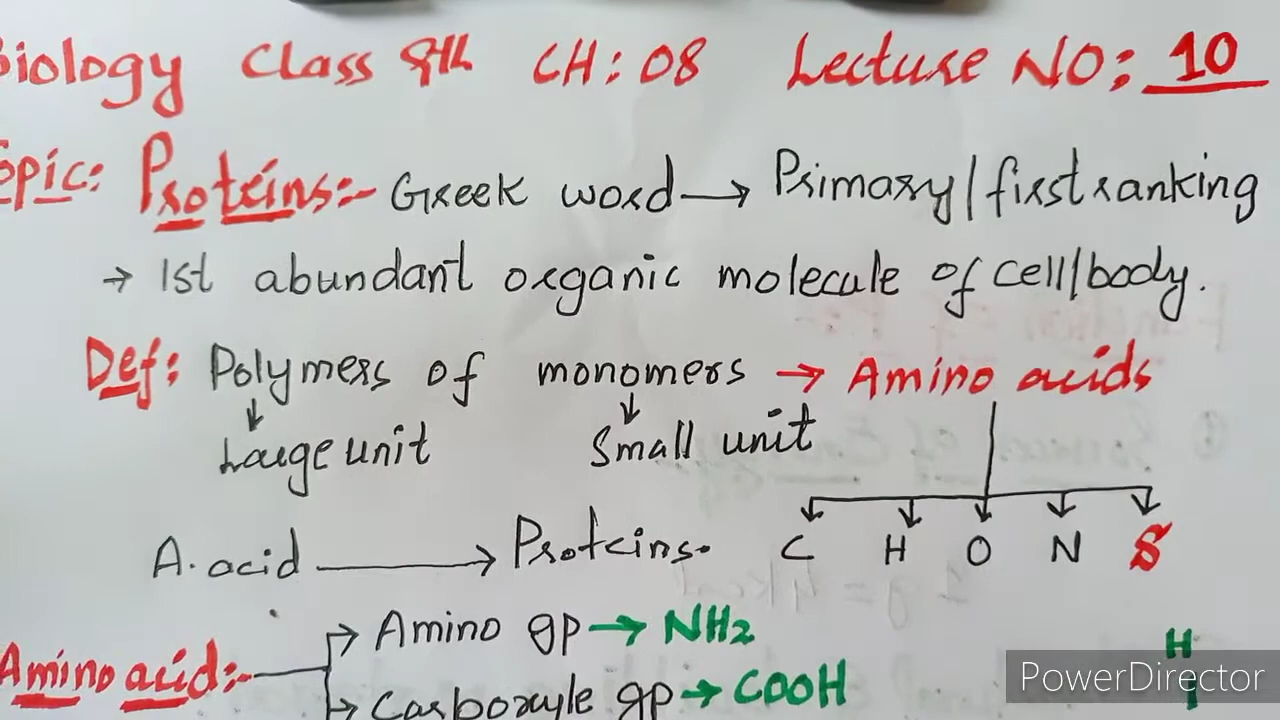 Biology Class 9th CH: 08 Lecture NO: 10
Topic: Proteins:- Greek word → Primary/first ranking
→ 1st abundant organic molecule of cell/body.
Def: Polymers of monomers → Amino acids
Large unit Small unit
A. acid → Proteins.
C H O N S
Amino acid:- → Amino gp → NH2
→ Carboxyle gp → COOH
H
PowerDirector